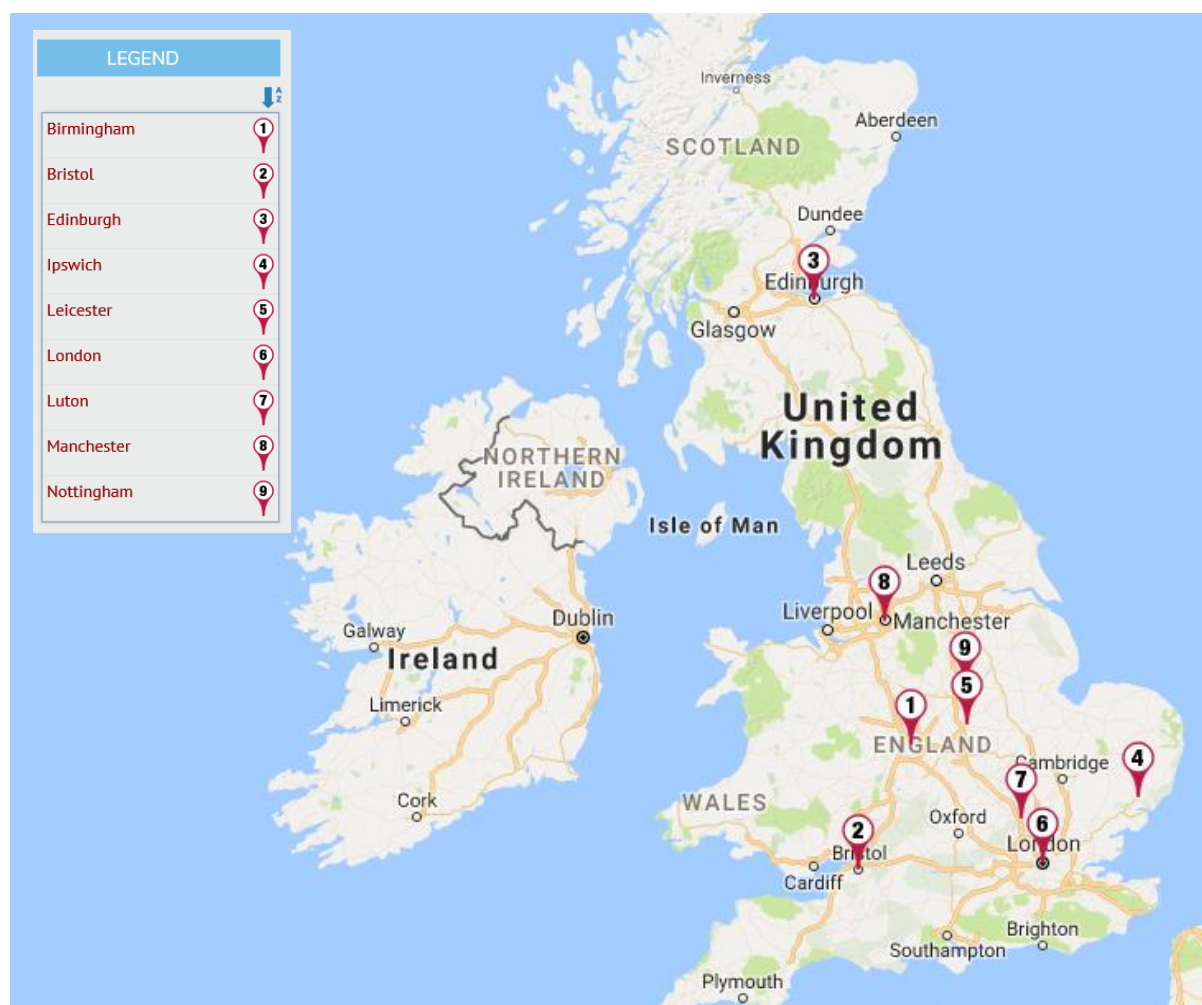 LEGEND
A
Z
Birmingham 1
Bristol 2
Edinburgh 3
Ipswich 4
Leicester 5
London 6
Luton 7
Manchester 8
Nottingham 9
Inverness
Aberdeen
SCOTLAND
Dundee
3
Edinburgh
Glasgow
United
Kingdom
NORTHERN
IRELAND
Isle of Man
Leeds
8
Liverpool
Manchester
Dublin
Galway
Ireland
9
5
Limerick
1
ENGLAND
Cambridge
4
7
Cork
WALES
Oxford
6
2
London
Bristol
Cardiff
Brighton
Southampton
Plymouth